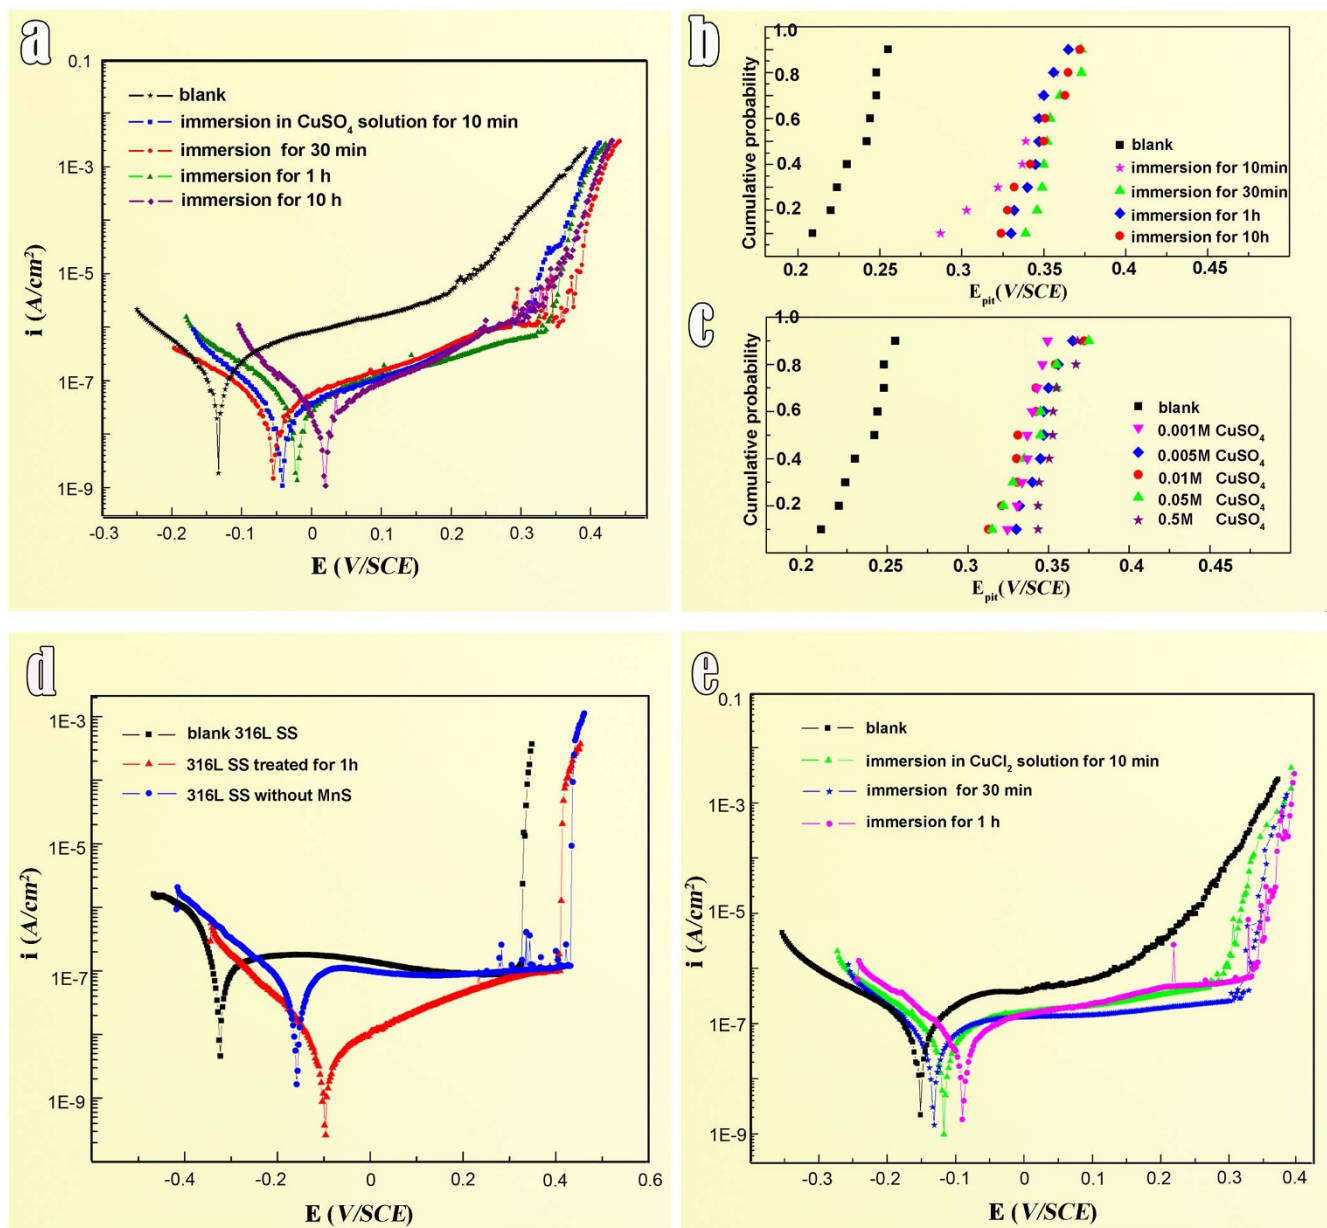 a
0.1
1E-3
1E-5
1E-7
1E-9
i (A/cm²)
blank
immersion in CuSO₄ solution for 10 min
immersion for 30 min
immersion for 1 h
immersion for 10 h
-0.3 -0.2 -0.1 0 0.1 0.2 0.3 0.4
E (V/SCE)
b
1.0
0.8
0.6
0.4
0.2
Cumulative probability
blank
immersion for 10min
immersion for 30min
immersion for 1h
immersion for 10h
0.2 0.25 0.3 0.35 0.4 0.45
E_pit (V/SCE)
c
1.0
0.8
0.6
0.4
0.2
Cumulative probability
blank
0.001M CuSO₄
0.005M CuSO₄
0.01M CuSO₄
0.05M CuSO₄
0.5M CuSO₄
0.2 0.25 0.3 0.35 0.4 0.45
E_pit(V/SCE)
d
1E-3
1E-5
1E-7
1E-9
i (A/cm²)
blank 316L SS
316L SS treated for 1h
316L SS without MnS
-0.4 -0.2 0 0.2 0.4 0.6
E (V/SCE)
e
0.1
1E-3
1E-5
1E-7
1E-9
i (A/cm²)
blank
immersion in CuCl₂ solution for 10 min
immersion for 30 min
immersion for 1 h
-0.3 -0.2 -0.1 0 0.1 0.2 0.3 0.4
E (V/SCE)